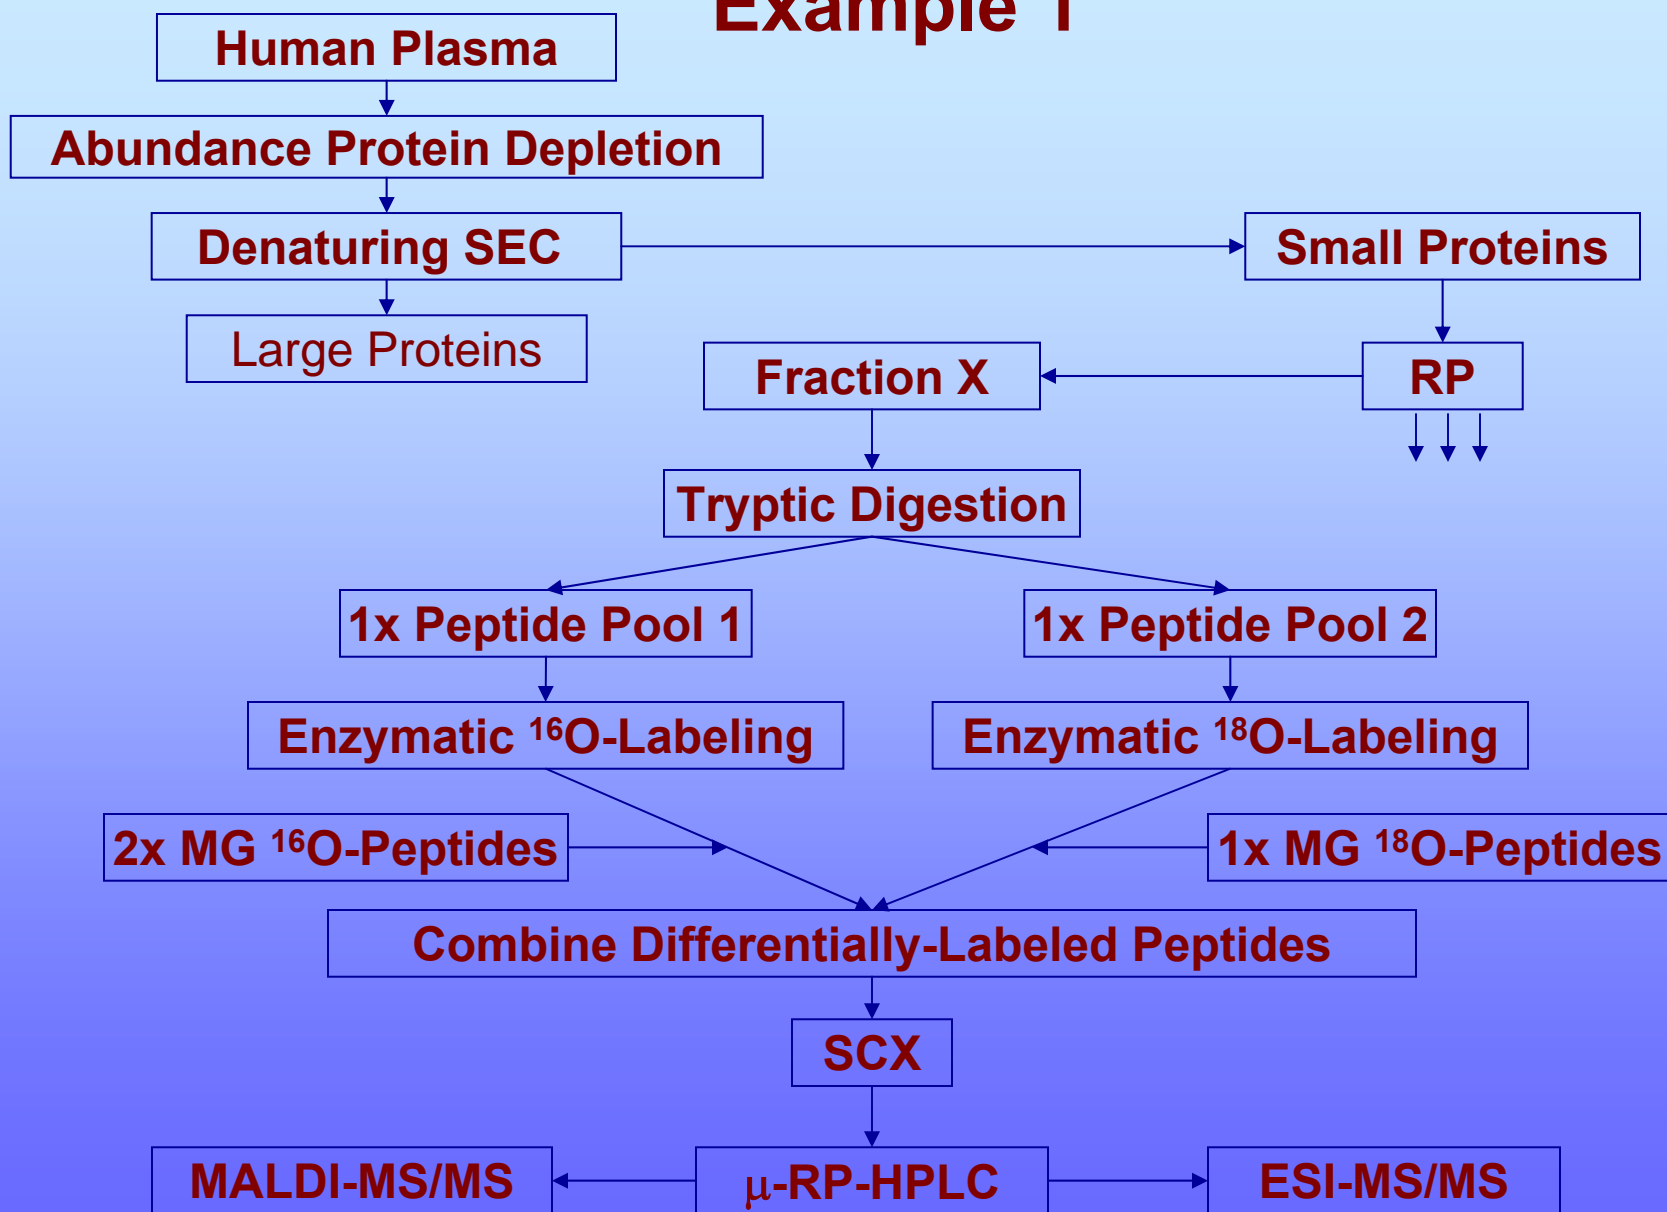 Example 1
Human Plasma
Abundance Protein Depletion
Denaturing SEC
Small Proteins
Large Proteins
Fraction X
RP
Tryptic Digestion
1x Peptide Pool 1
1x Peptide Pool 2
Enzymatic ¹⁶O-Labeling
Enzymatic ¹⁸O-Labeling
2x MG ¹⁶O-Peptides
1x MG ¹⁸O-Peptides
Combine Differentially-Labeled Peptides
SCX
MALDI-MS/MS
μ-RP-HPLC
ESI-MS/MS